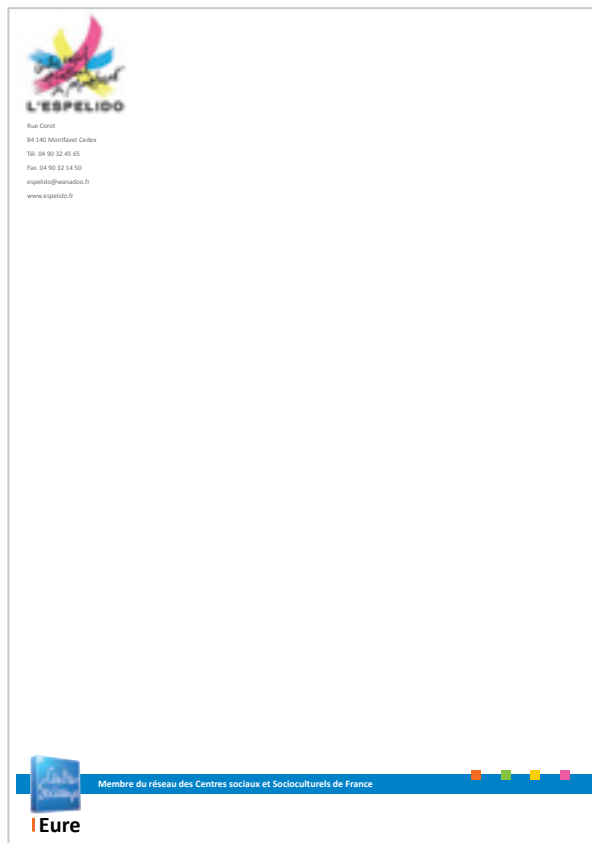 L'ESPELIDO
Rue Corot
84 140 Montfavet Cedex
Tél. 04 90 32 45 65
Fax. 04 90 32 14 50
espelido@wanadoo.fr
www.espelido.fr
Membre du réseau des Centres sociaux et Socioculturels de France
Eure